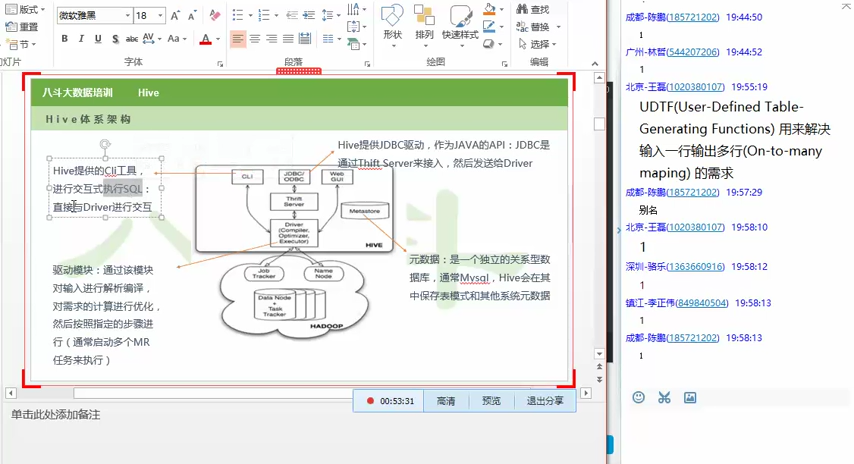 版式
重置
节
灯片
微软雅黑
18
B I U S abc AV Aa A
字体
段落
形状
排列
快速样式
绘图
查找
替换
选择
编辑
八斗大数据培训 Hive
Hive体系架构
Hive提供的Cli工具，
进行交互式执行SQL：
直接与Driver进行交互
Hive提供JDBC驱动，作为JAVA的API：JDBC是
通过Thift Server来接入，然后发送给Driver
CLI
JDBC/
ODBC
Web
GUI
Thrift
Server
Metastore
Driver
(Compiler,
Optimizer,
Executor)
HIVE
驱动模块：通过该模块
对输入进行解析编译，
对需求的计算进行优化，
然后按照指定的步骤进
行（通常启动多个MR
任务来执行）
元数据：是一个独立的关系型数
据库，通常Mysql，Hive会在其
中保存表模式和其他系统元数据
Job
Tracker
Name
Node
Data Node
+
Task
Tracker
HADOOP
00:53:31
高清
预览
退出分享
单击此处添加备注
成都-陈鹏(185721202) 19:44:50
1
广州-林哲(544207206) 19:44:52
1
北京-王磊(1020380107) 19:55:19
UDTF(User-Defined Table-
Generating Functions) 用来解决
输入一行输出多行(On-to-many
maping) 的需求
成都-陈鹏(185721202) 19:57:29
别名
北京-王磊(1020380107) 19:58:10
1
深圳-骆乐(1363660916) 19:58:12
1
镇江-李正伟(849840504) 19:58:13
1
成都-陈鹏(185721202) 19:58:13
1